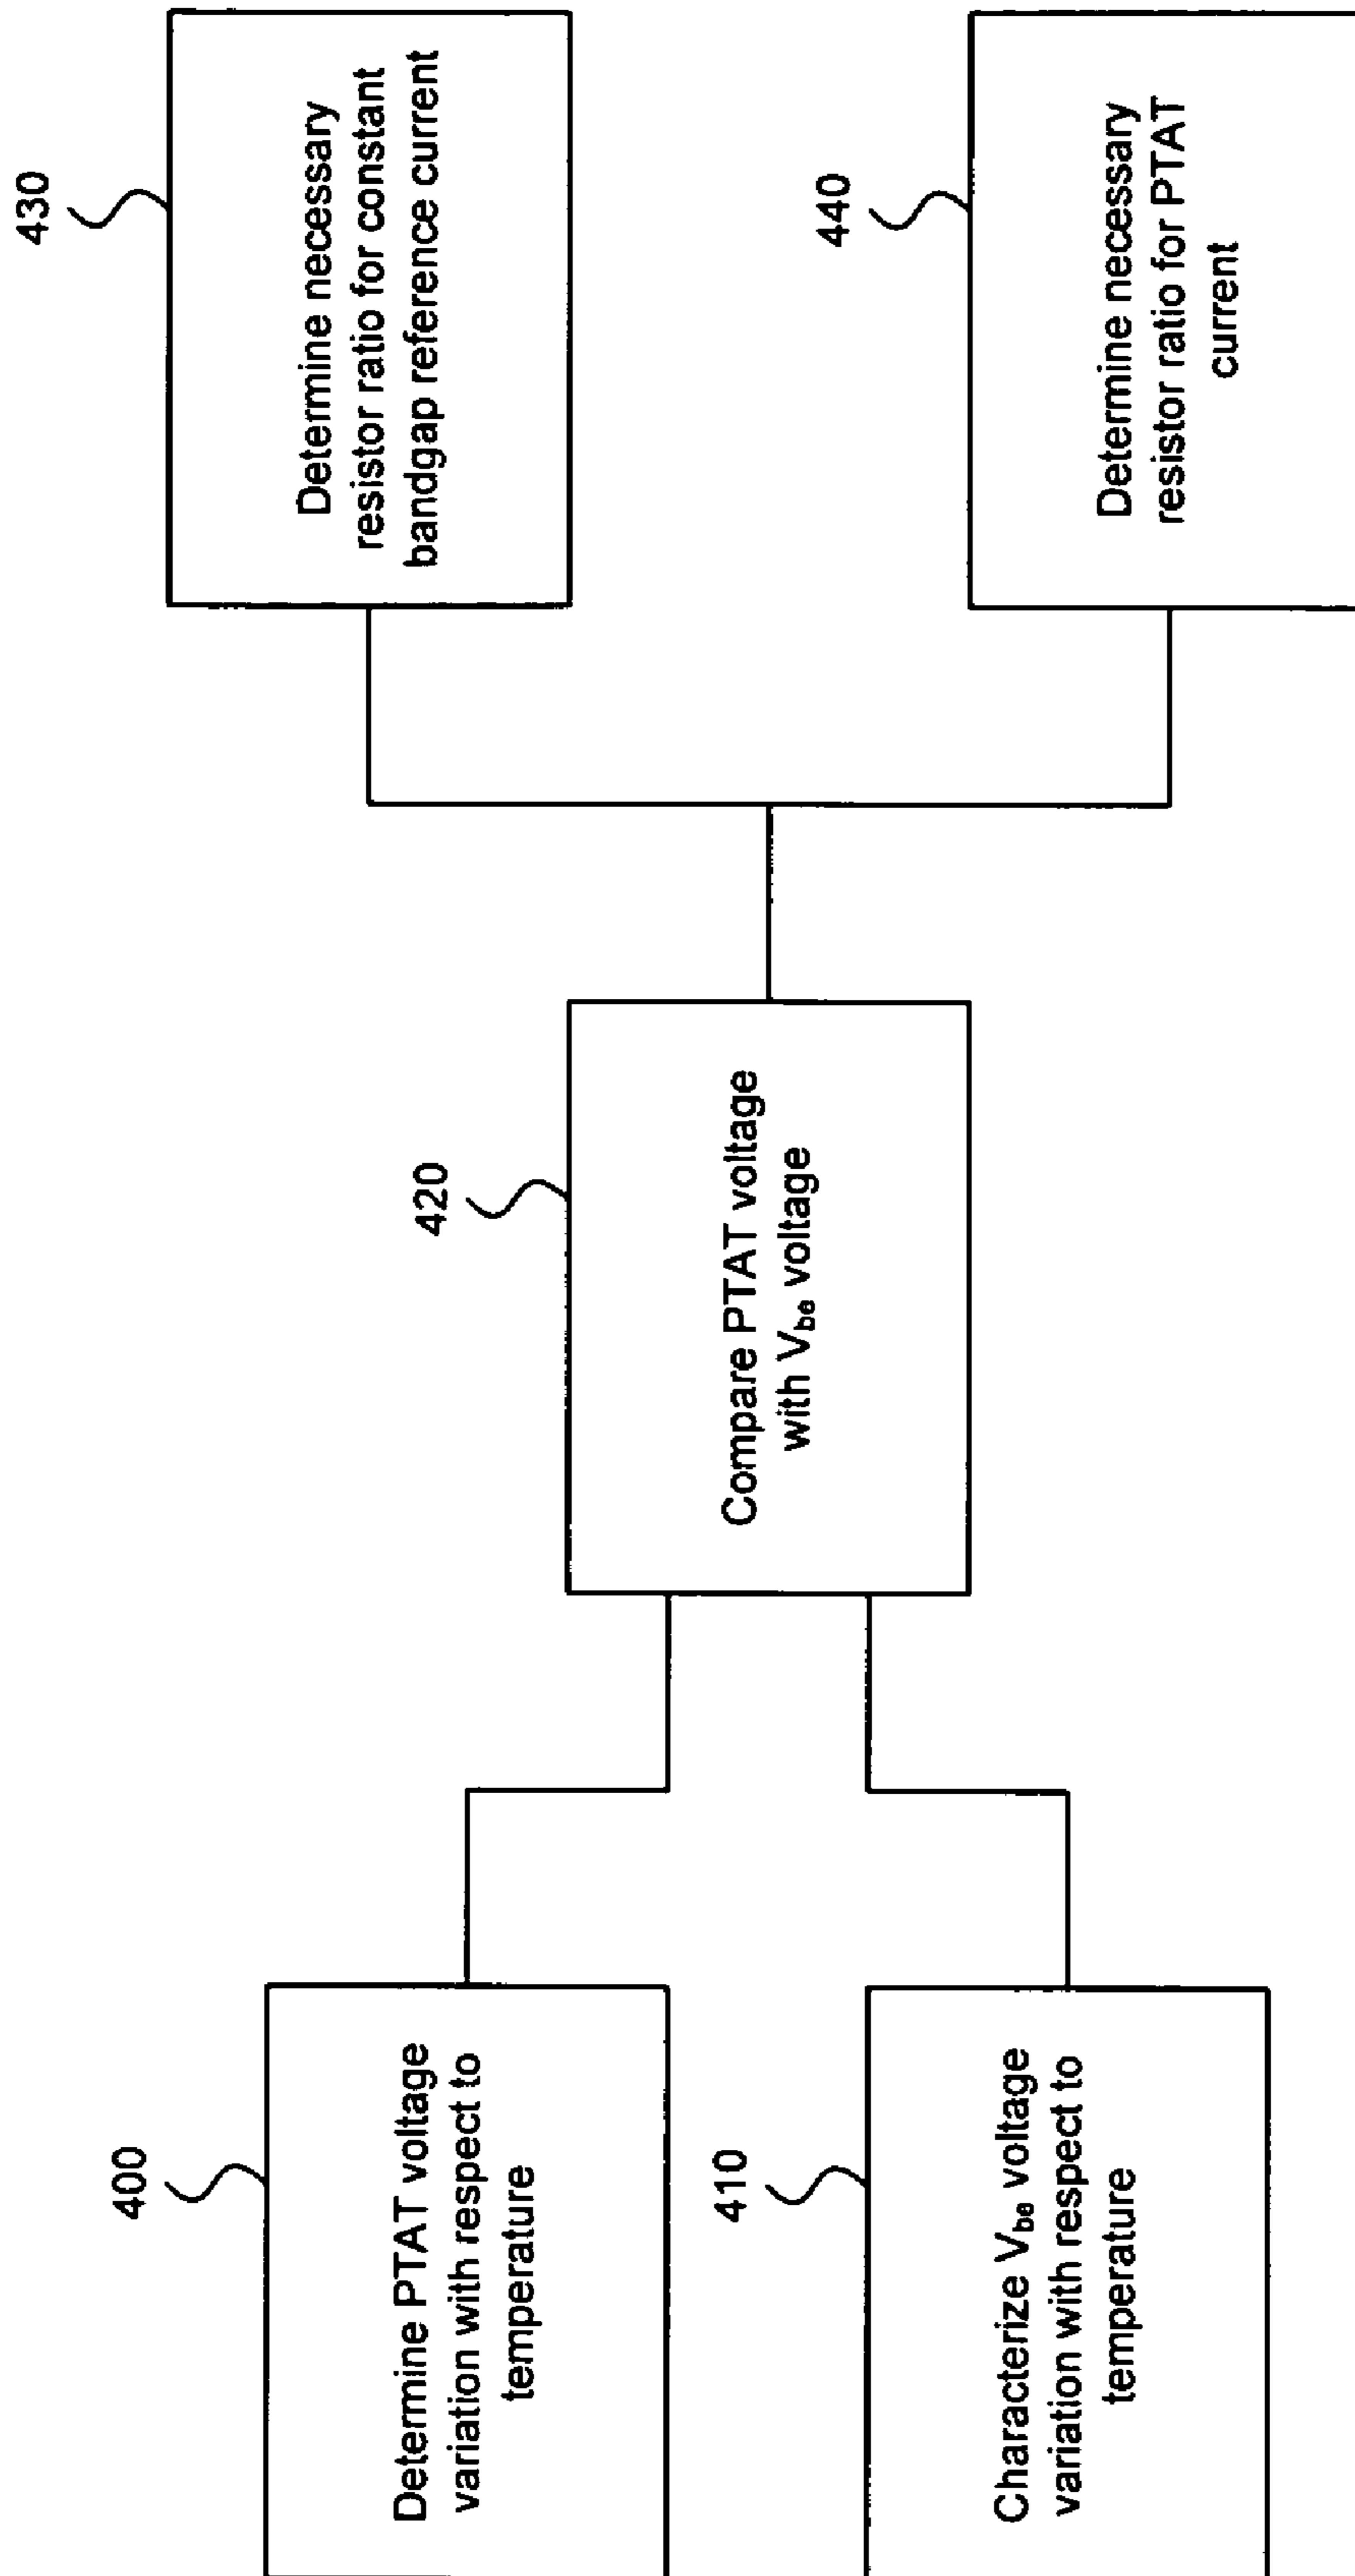 400
Determine PTAT voltage
variation with respect to
temperature
410
Characterize Vbe voltage
variation with respect to
temperature
420
Compare PTAT voltage
with Vbe voltage
430
Determine necessary
resistor ratio for constant
bandgap reference current
440
Determine necessary
resistor ratio for PTAT
current